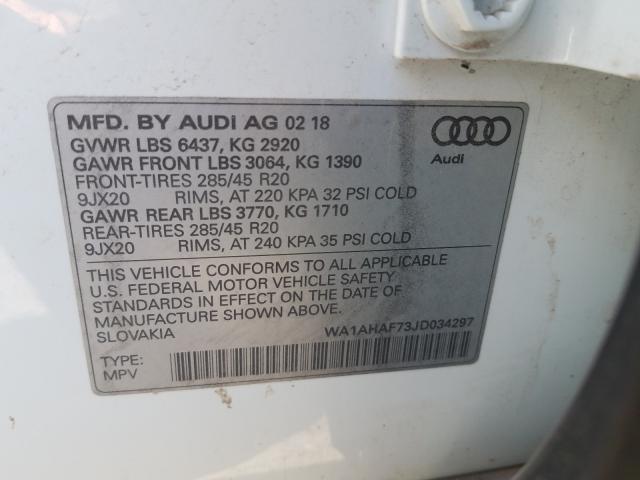 MFD. BY AUDI AG 02 18
GVWR LBS 6437, KG 2920
GAWR FRONT LBS 3064, KG 1390
FRONT-TIRES 285/45 R20
9JX20 RIMS, AT 220 KPA 32 PSI COLD
GAWR REAR LBS 3770, KG 1710
REAR-TIRES 285/45 R20
9JX20 RIMS, AT 240 KPA 35 PSI COLD
Audi
THIS VEHICLE CONFORMS TO ALL APPLICABLE
U.S. FEDERAL MOTOR VEHICLE SAFETY
STANDARDS IN EFFECT ON THE DATE OF
MANUFACTURE SHOWN ABOVE.
SLOVAKIA WA1AHAF73JD034297
TYPE:
MPV